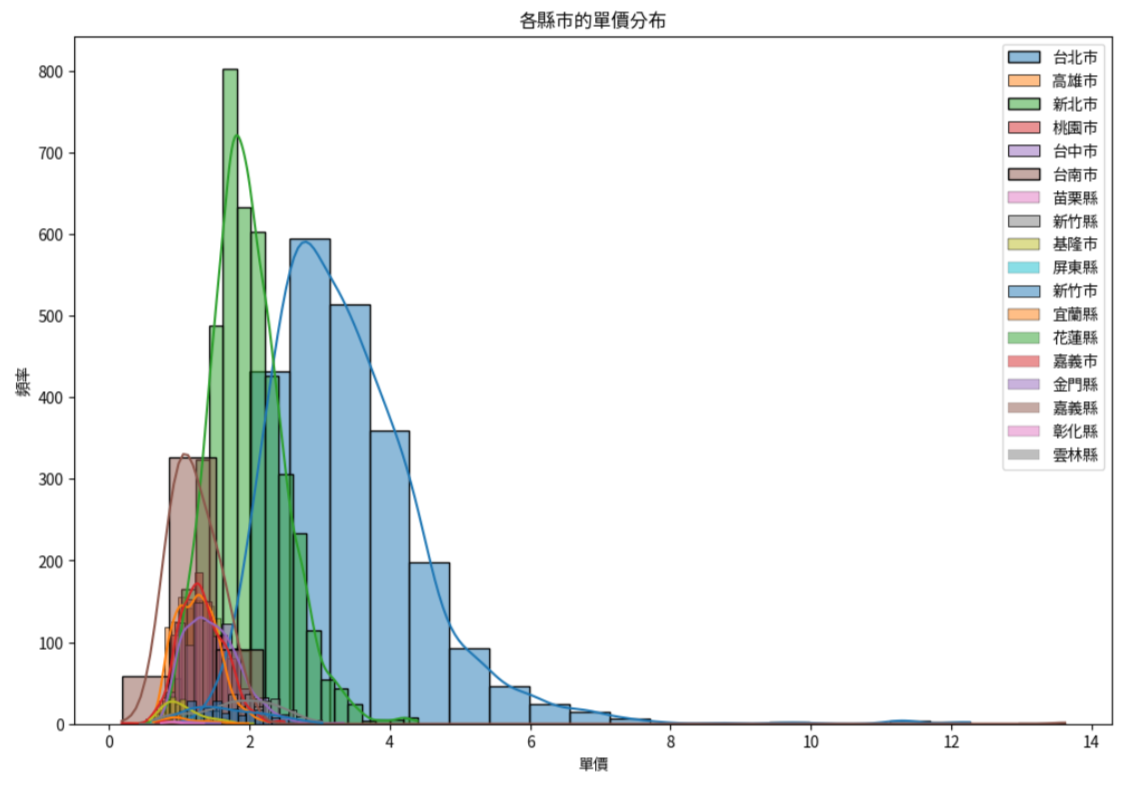 各縣市的單價分布
台北市
高雄市
新北市
桃園市
台中市
台南市
苗栗縣
新竹縣
基隆市
屏東縣
新竹市
宜蘭縣
花蓮縣
嘉義市
金門縣
嘉義縣
彰化縣
雲林縣
頻率
800
700
600
500
400
300
200
100
0
0 2 4 6 8 10 12 14
單價